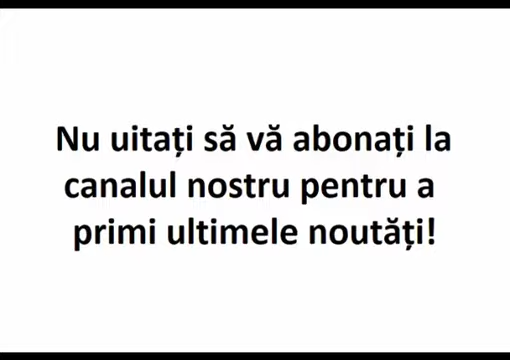 Nu uitați să vă abonați la
canalul nostru pentru a
primi ultimele noutăți!